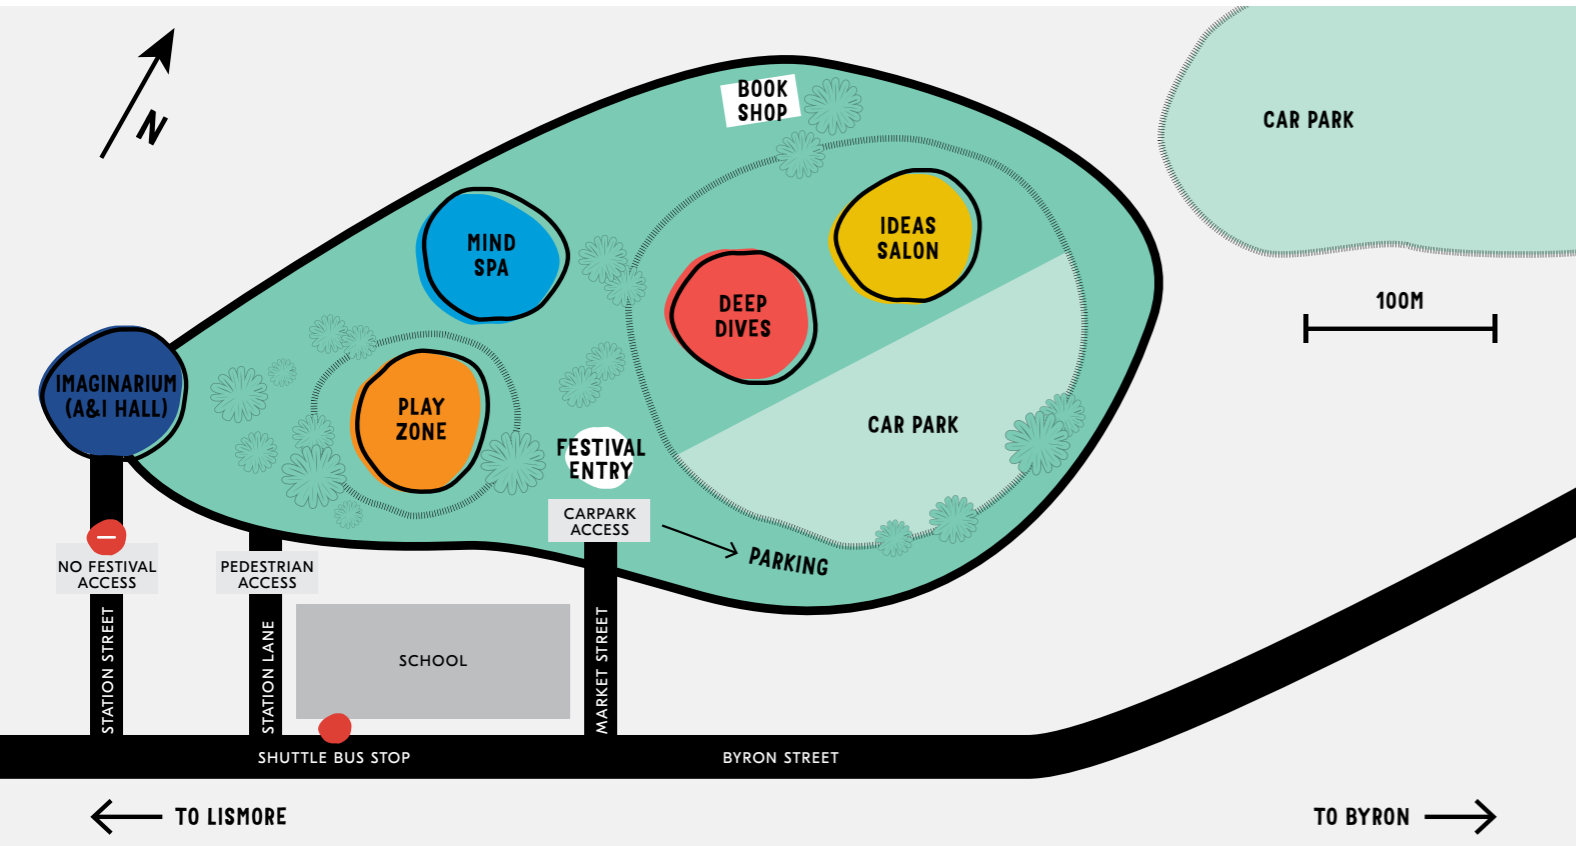 N
BOOK
SHOP
CAR PARK
IDEAS
SALON
MIND
SPA
DEEP
DIVES
100M
IMAGINARIUM
(A&I HALL)
PLAY
ZONE
CAR PARK
FESTIVAL
ENTRY
CARPARK
ACCESS
PARKING
NO FESTIVAL
ACCESS
PEDESTRIAN
ACCESS
STATION STREET
STATION LANE
SCHOOL
MARKET STREET
SHUTTLE BUS STOP
BYRON STREET
TO LISMORE
TO BYRON